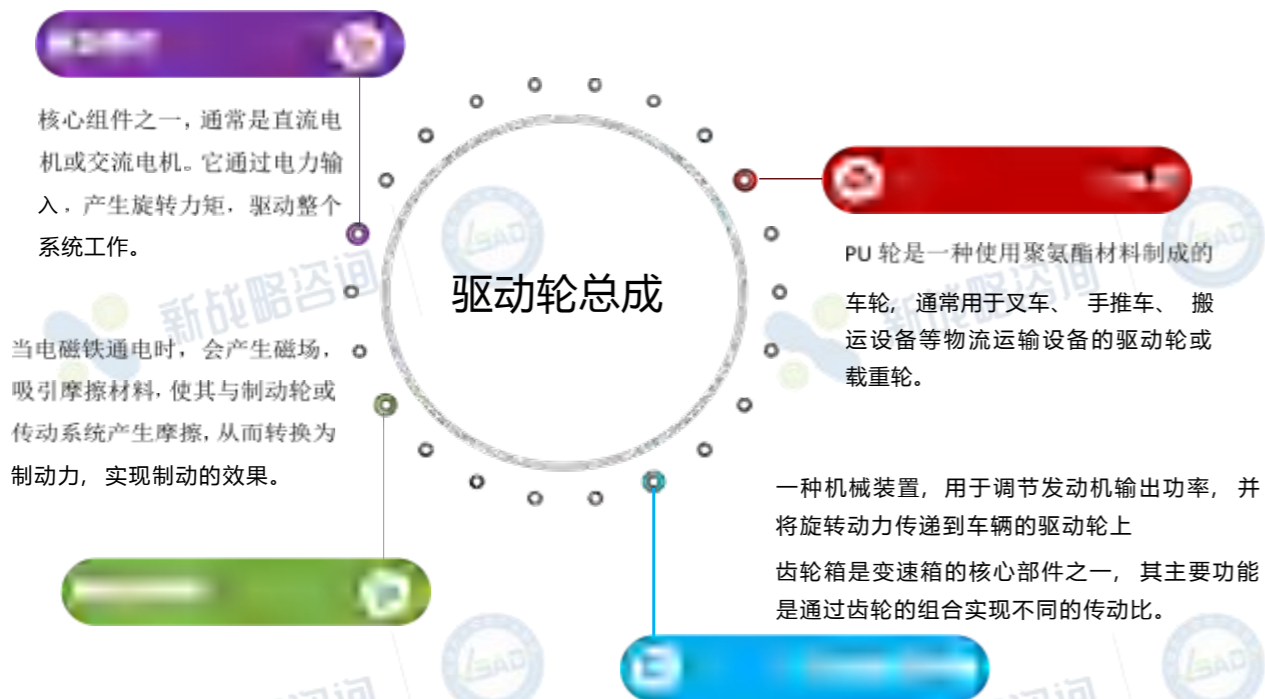 核心组件之一，通常是直流电
机或交流电机。它通过电力输
入，产生旋转力矩，驱动整个
系统工作。
当电磁铁通电时，会产生磁场，
吸引摩擦材料，使其与制动轮或
传动系统产生摩擦，从而转换为
制动力，实现制动的效果。
驱动轮总成
PU 轮是一种使用聚氨酯材料制成的
车轮，通常用于叉车、手推车、搬
运设备等物流运输设备的驱动轮或
载重轮。
一种机械装置，用于调节发动机输出功率，并
将旋转动力传递到车辆的驱动轮上
齿轮箱是变速箱的核心部件之一，其主要功能
是通过齿轮的组合实现不同的传动比。
新战略咨询
新战略咨询